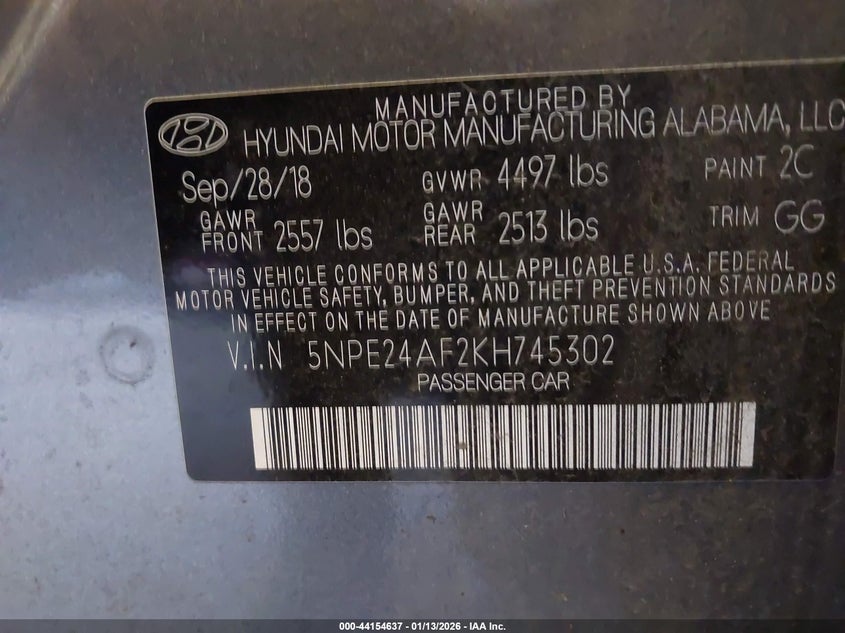 MANUFACTURED BY
HYUNDAI MOTOR MANUFACTURING ALABAMA, LLC
Sep/28/18 GVWR 4497 lbs PAINT 2C
GAWR FRONT 2557 lbs GAWR REAR 2513 lbs TRIM GG
THIS VEHICLE CONFORMS TO ALL APPLICABLE U.S.A. FEDERAL
MOTOR VEHICLE SAFETY, BUMPER, AND THEFT PREVENTION STANDARDS
IN EFFECT ON THE DATE OF MANUFACTURE SHOWN ABOVE
V.I.N 5NPE24AF2KH745302
PASSENGER CAR
000-44154637 - 01/13/2026 - IAA Inc.